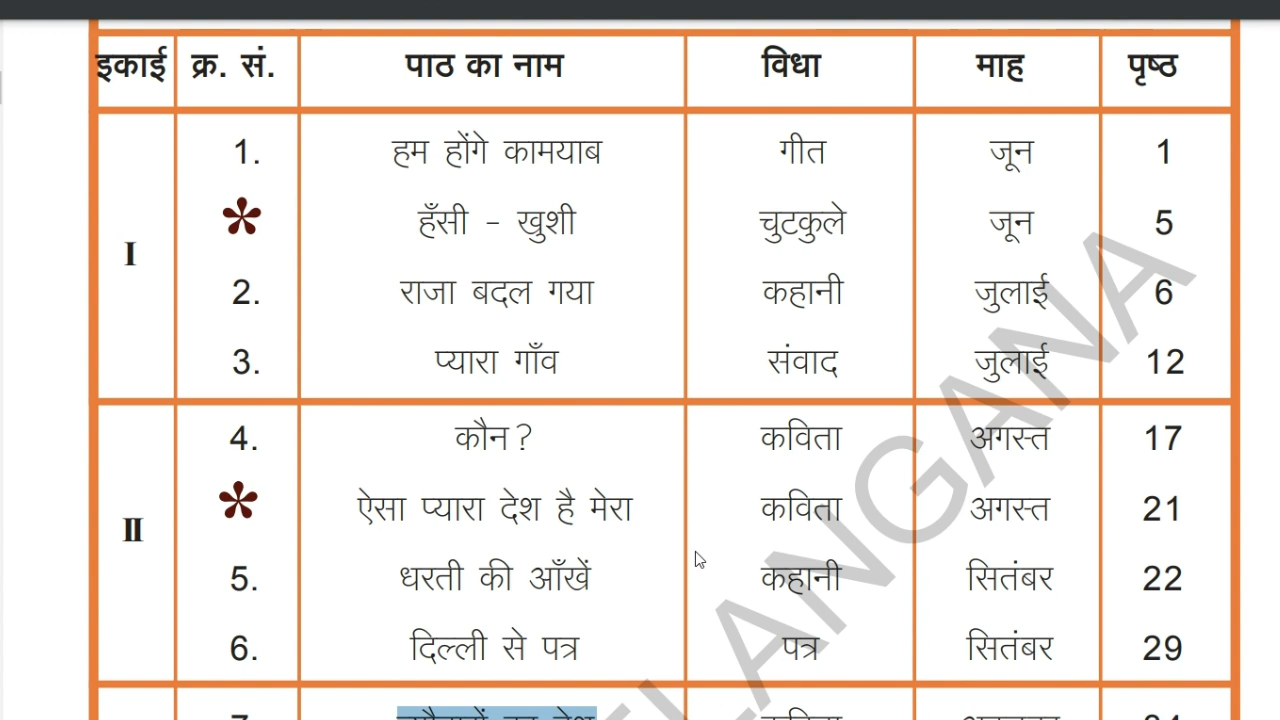 इकाई क्र. सं. पाठ का नाम विधा माह पृष्ठ
1. हम होंगे कामयाब गीत जून 1
* हँसी - खुशी चुटकुले जून 5
I
2. राजा बदल गया कहानी जुलाई 6
3. प्यारा गाँव संवाद जुलाई 12
4. कौन? कविता अगस्त 17
* ऐसा प्यारा देश है मेरा कविता अगस्त 21
II
5. धरती की आँखें कहानी सितंबर 22
6. दिल्ली से पत्र पत्र सितंबर 29
ELANGANA